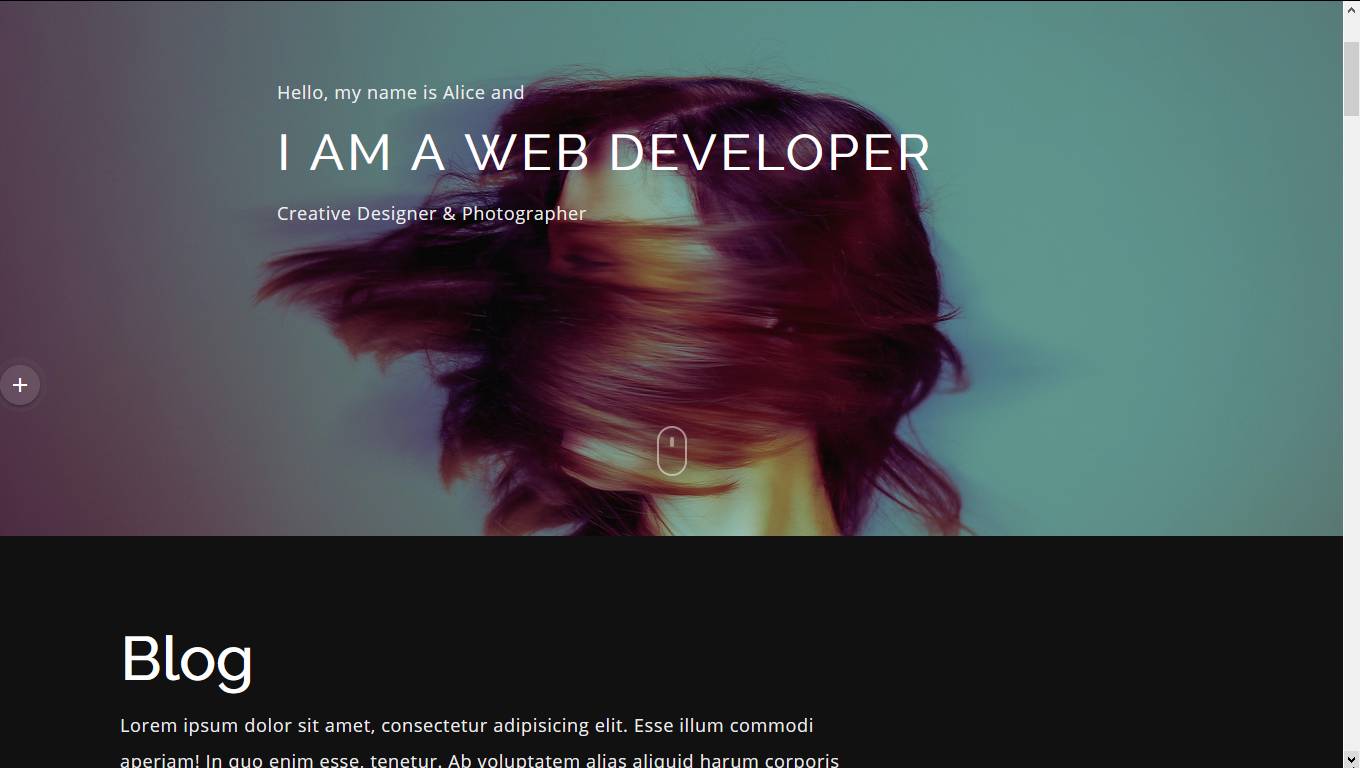 Hello, my name is Alice and
I AM A WEB DEVELOPER
Creative Designer & Photographer
Blog
Lorem ipsum dolor sit amet, consectetur adipisicing elit. Esse illum commodi
aperiam! In quo enim esse, tenetur. Ab voluptatem alias aliquid harum corporis